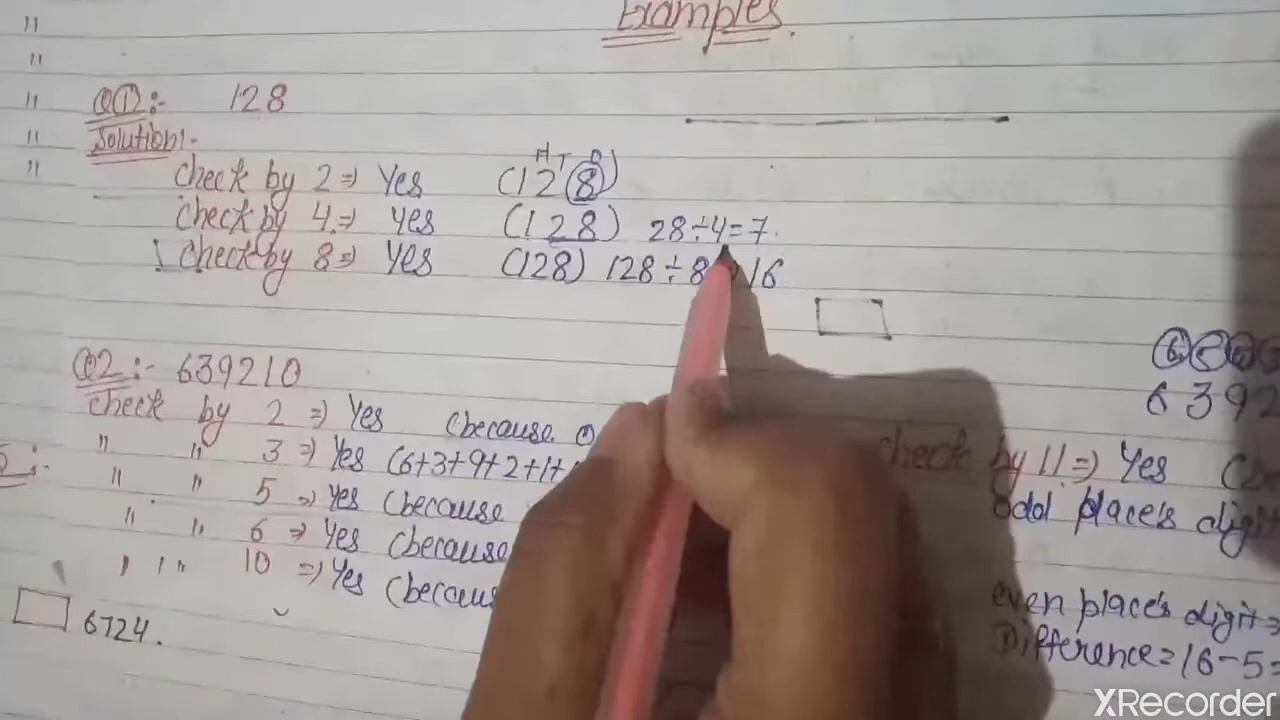 Examples.
"
"
" Q1:- 128
" Solution:-
" H T O
Check by 2 => Yes (128)
Check by 4 => Yes (128) 28÷4=7.
Check by 8 => Yes (128) 128÷8 16
Q2:- 639210
Check by 2 => Yes (because
" " 3 => Yes (6+3+9+2+1+
" " 5 => Yes (because
" " 6 => Yes (because
" " 10 => Yes (becaus
6724.
6392
Check by 11 => Yes
odd place's digit
even place's digit =
Difference = 16-5=
XRecorder